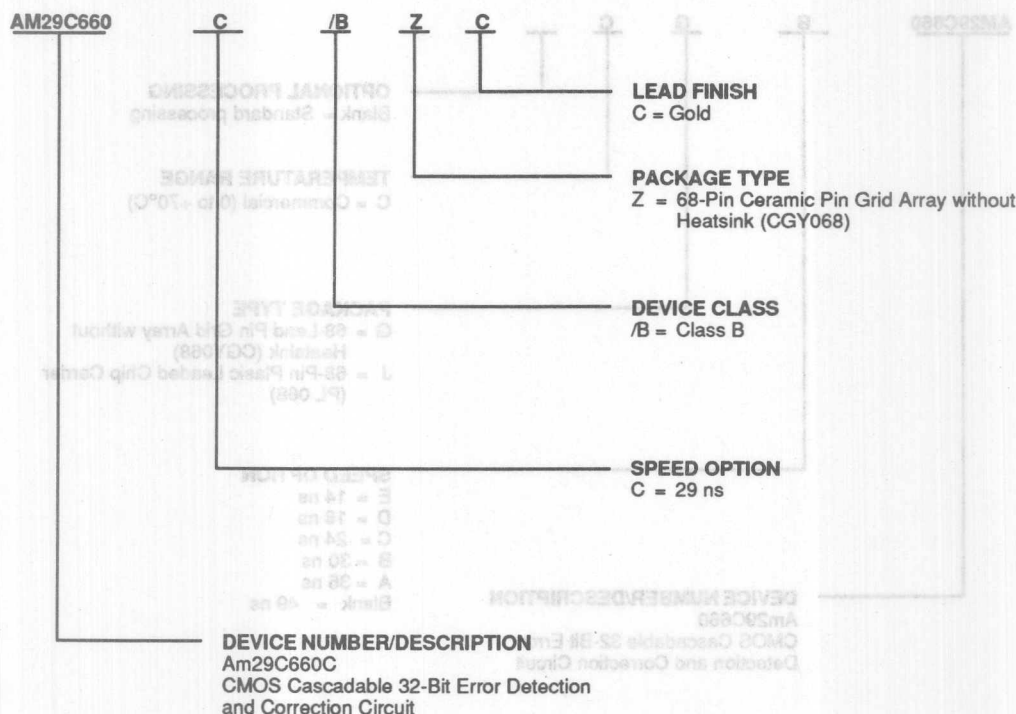 AM29C660 C /B Z C
LEAD FINISH
C = Gold
PACKAGE TYPE
Z = 68-Pin Ceramic Pin Grid Array without
Heatsink (CGY068)
DEVICE CLASS
/B = Class B
SPEED OPTION
C = 29 ns
DEVICE NUMBER/DESCRIPTION
Am29C660C
CMOS Cascadable 32-Bit Error Detection
and Correction Circuit